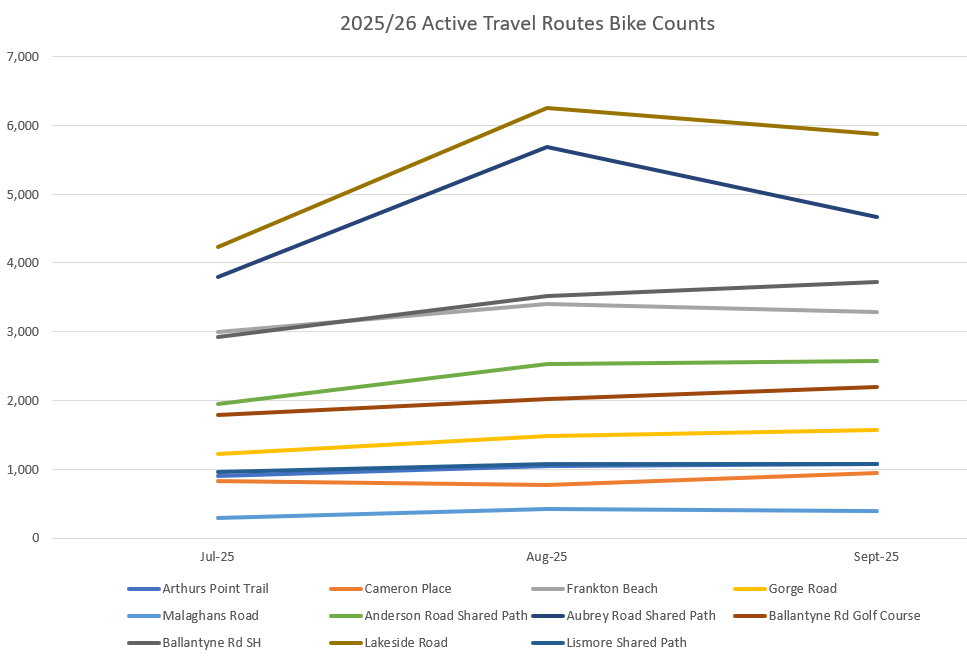 2025/26 Active Travel Routes Bike Counts
7,000
6,000
5,000
4,000
3,000
2,000
1,000
0
Jul-25 Aug-25 Sept-25
Arthurs Point Trail Cameron Place Frankton Beach Gorge Road
Malaghans Road Anderson Road Shared Path Aubrey Road Shared Path Ballantyne Rd Golf Course
Ballantyne Rd SH Lakeside Road Lismore Shared Path